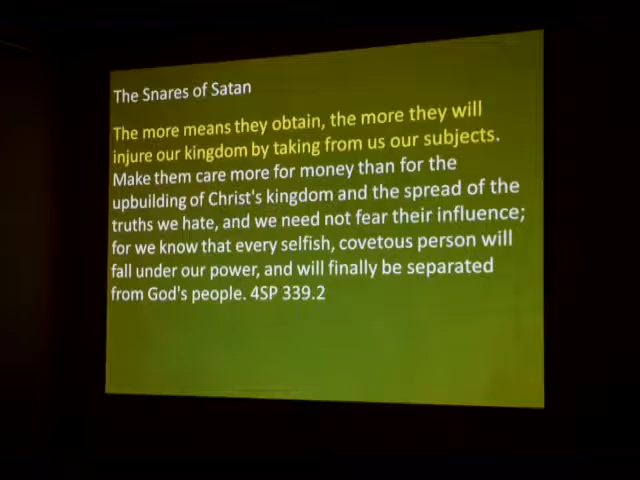 The Snares of Satan
The more means they obtain, the more they will
injure our kingdom by taking from us our subjects.
Make them care more for money than for the
upbuilding of Christ's kingdom and the spread of the
truths we hate, and we need not fear their influence;
for we know that every selfish, covetous person will
fall under our power, and will finally be separated
from God's people. 4SP 339.2